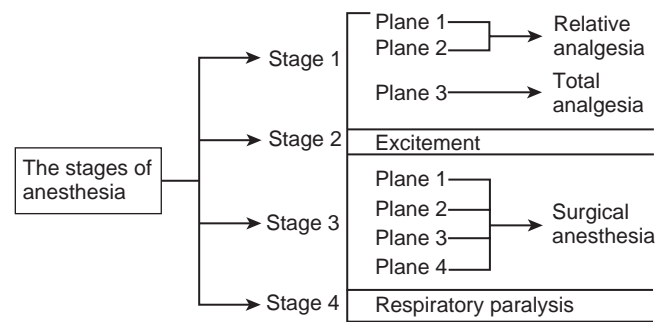 The stages of
anesthesia
Stage 1
Plane 1
Plane 2
Relative
analgesia
Plane 3
Total
analgesia
Stage 2
Excitement
Stage 3
Plane 1
Plane 2
Plane 3
Plane 4
Surgical
anesthesia
Stage 4
Respiratory paralysis